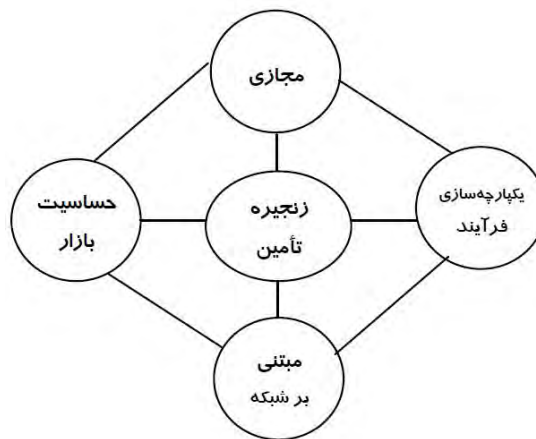 مجازی
یکپارچه‌سازی
فرآیند
زنجیره
تأمین
حساسیت
بازار
مبتنی
بر شبکه